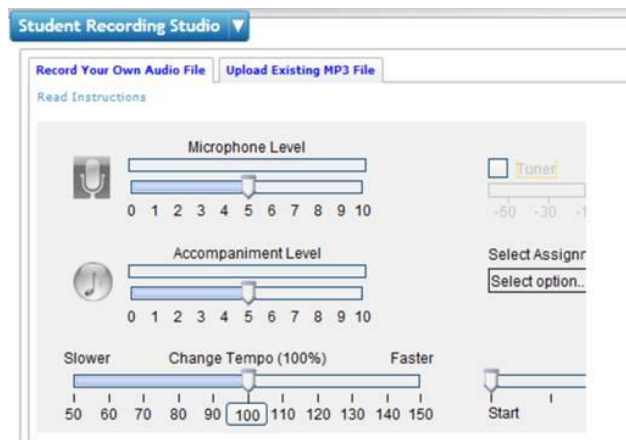 Student Recording Studio
Record Your Own Audio File
Upload Existing MP3 File
Read Instructions
Microphone Level
0 1 2 3 4 5 6 7 8 9 10
Tuner
-50 -30
Accompaniment Level
0 1 2 3 4 5 6 7 8 9 10
Select Assignm
Select option..
Slower Change Tempo (100%) Faster
50 60 70 80 90 100 110 120 130 140 150
Start